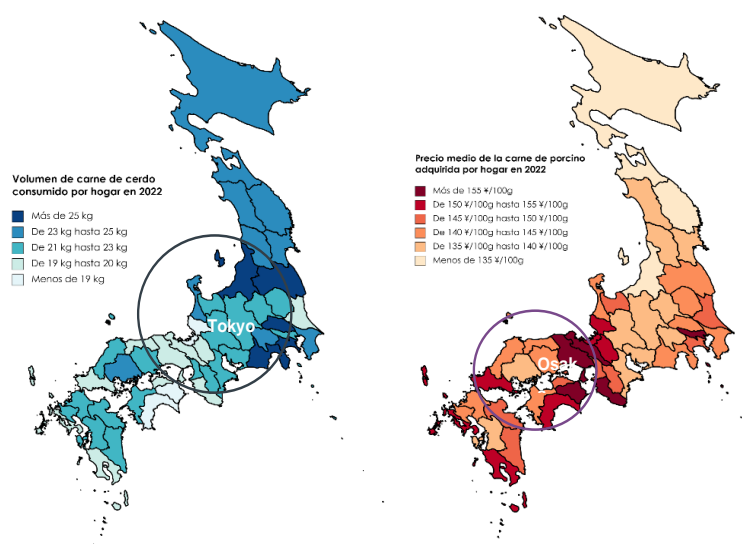 Volumen de carne de cerdo
consumido por hogar en 2022
Más de 25 kg
De 23 kg hasta 25 kg
De 21 kg hasta 23 kg
De 19 kg hasta 20 kg
Menos de 19 kg
Tokyo
Precio medio de la carne de porcino
adquirida por hogar en 2022
Más de 155 ¥/100g
De 150 ¥/100g hasta 155 ¥/100g
De 145 ¥/100g hasta 150 ¥/100g
De 140 ¥/100g hasta 145 ¥/100g
De 135 ¥/100g hasta 140 ¥/100g
Menos de 135 ¥/100g
Osak